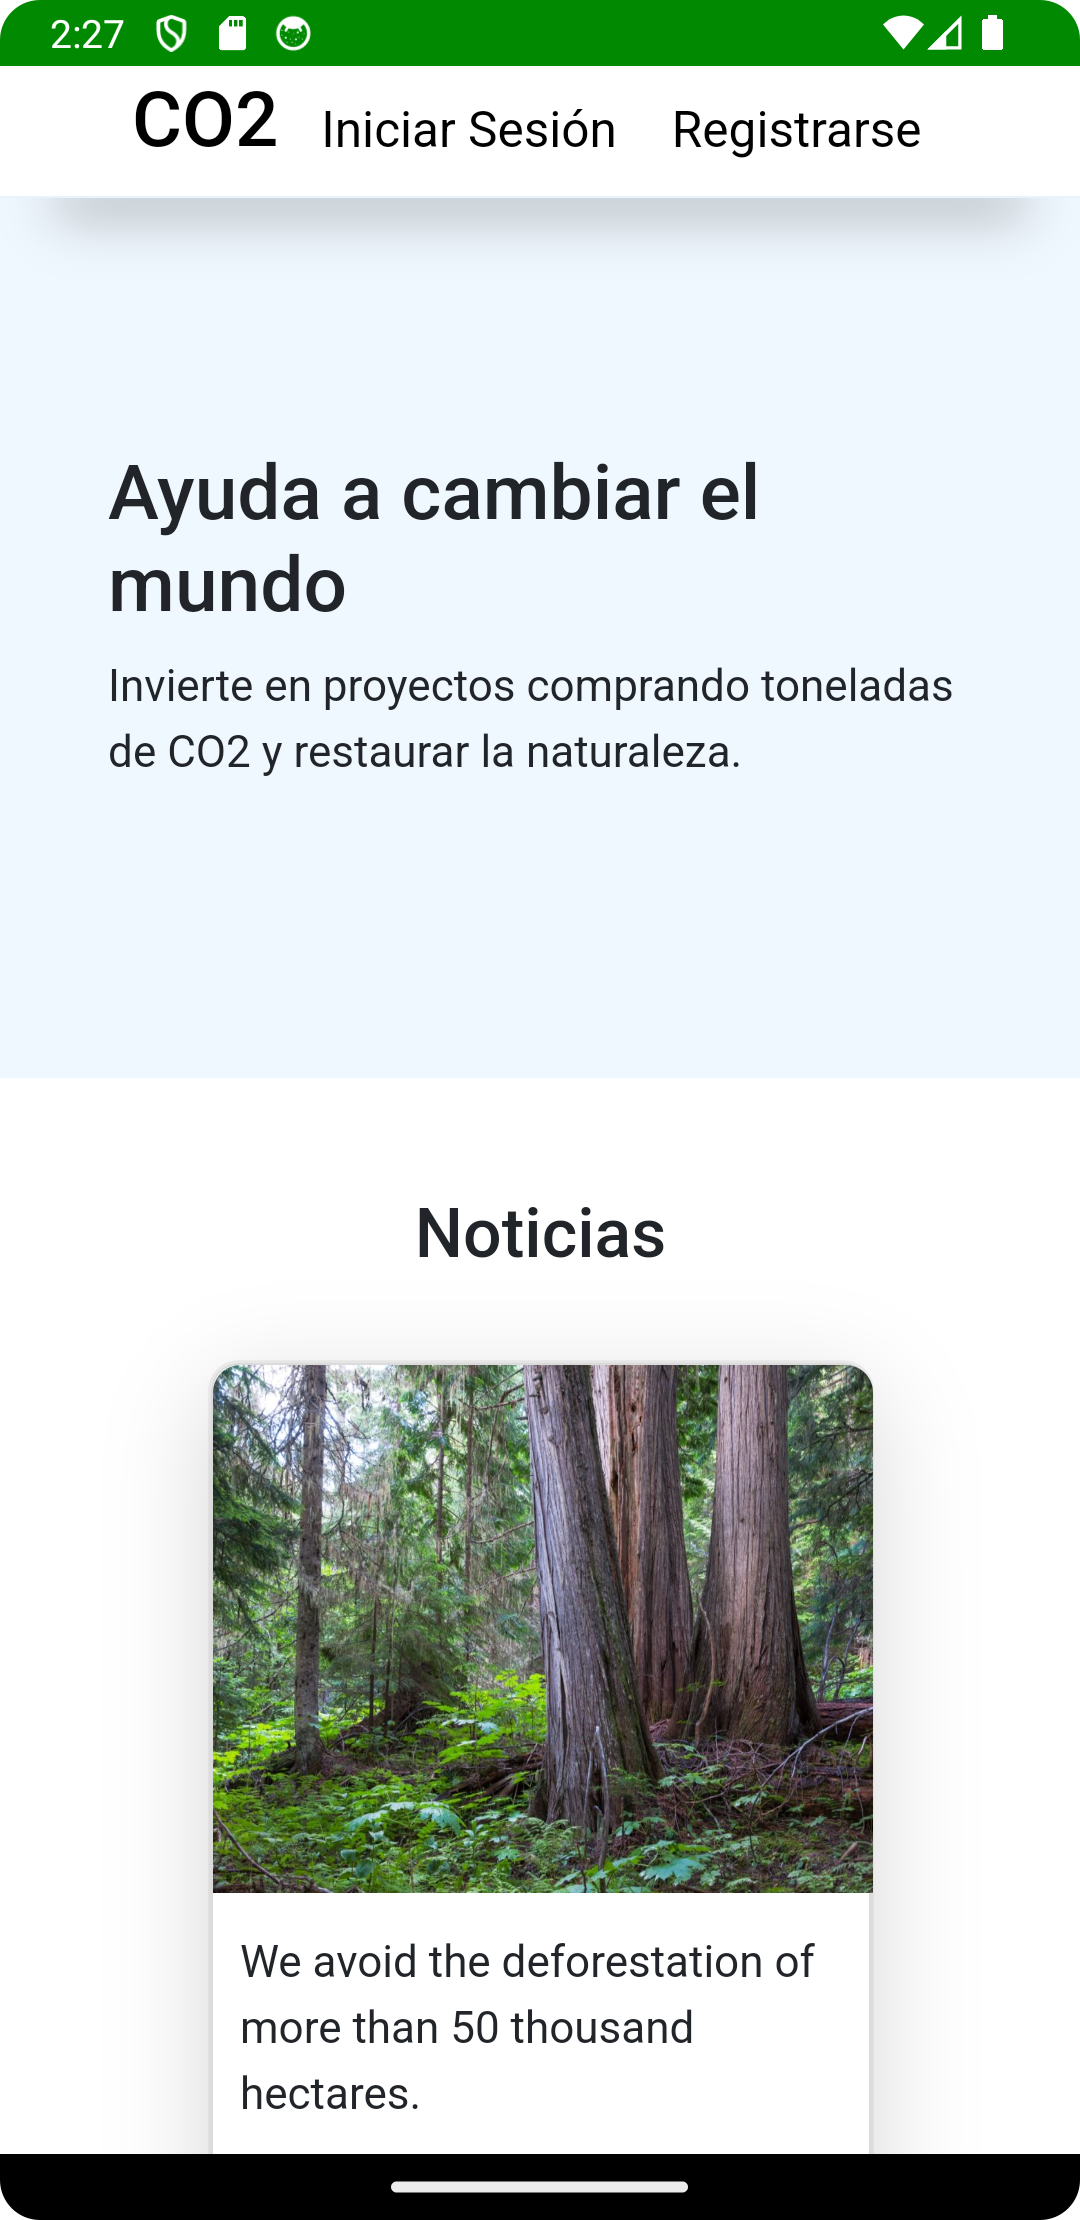 2:27
CO2 Iniciar Sesión Registrarse
Ayuda a cambiar el
mundo
Invierte en proyectos comprando toneladas
de CO2 y restaurar la naturaleza.
Noticias
We avoid the deforestation of
more than 50 thousand
hectares.